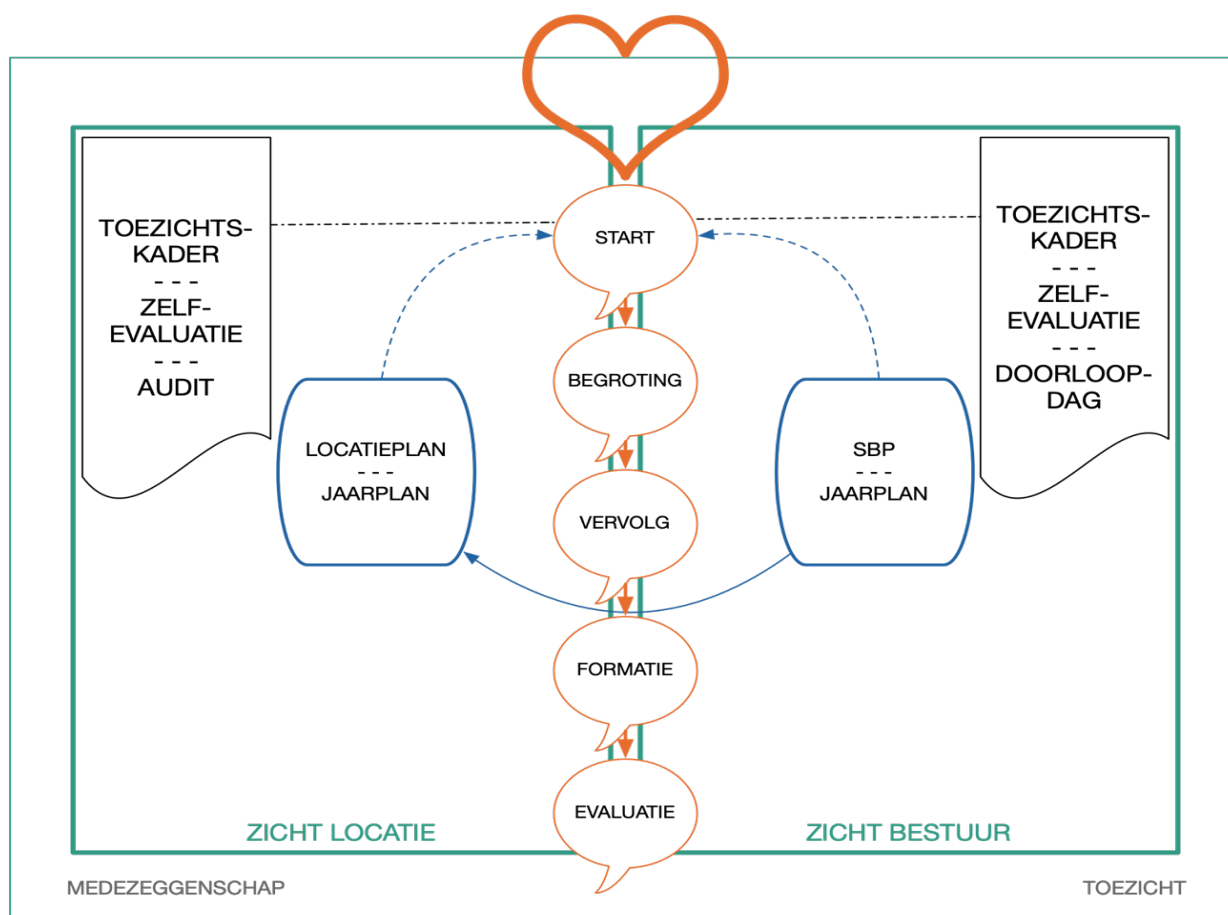 TOEZICHTS-
KADER
- - -
ZELF-
EVALUATIE
- - -
AUDIT
LOCATIEPLAN
- - -
JAARPLAN
START
BEGROTING
VERVOLG
FORMATIE
EVALUATIE
SBP
- - -
JAARPLAN
TOEZICHTS-
KADER
- - -
ZELF-
EVALUATIE
- - -
DOORLOOP-
DAG
ZICHT LOCATIE
ZICHT BESTUUR
MEDEZEGGENSCHAP
TOEZICHT